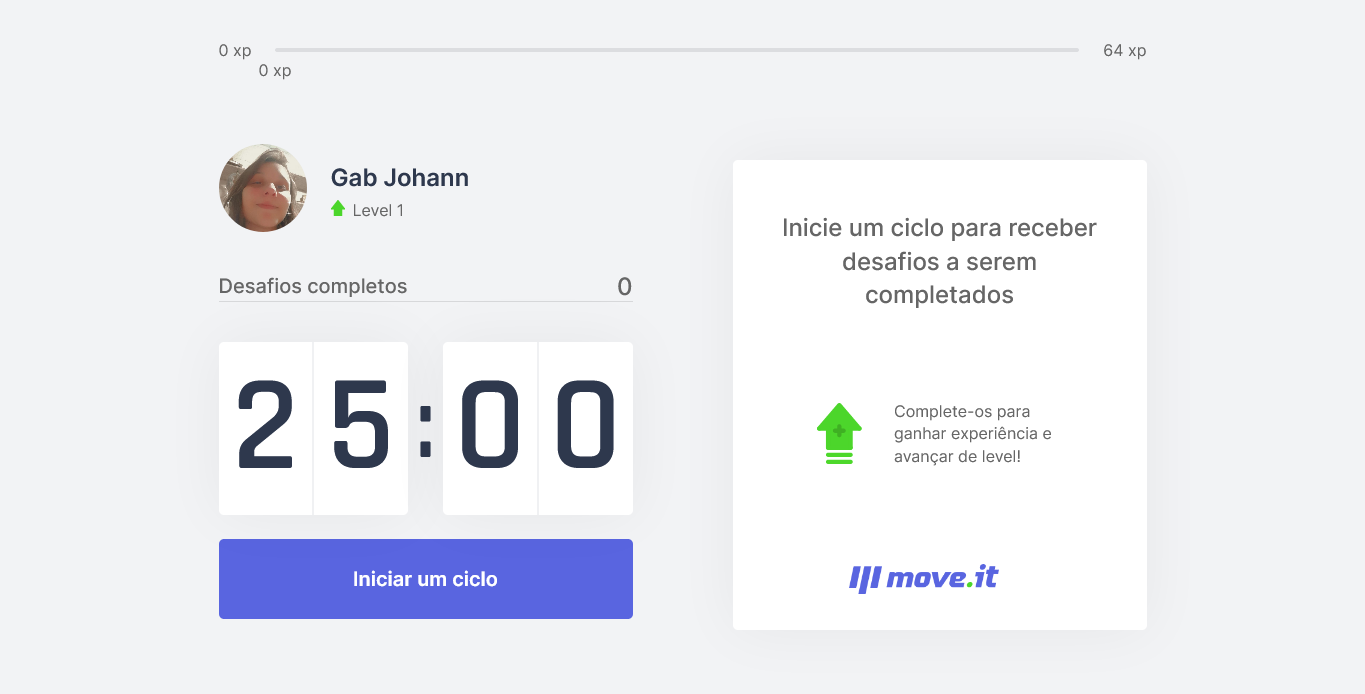 0 xp
64 xp
0 xp
Gab Johann
Level 1
Desafios completos 0
25:00
Iniciar um ciclo
Inicie um ciclo para receber
desafios a serem
completados
Complete-os para
ganhar experiência e
avançar de level!
move.it